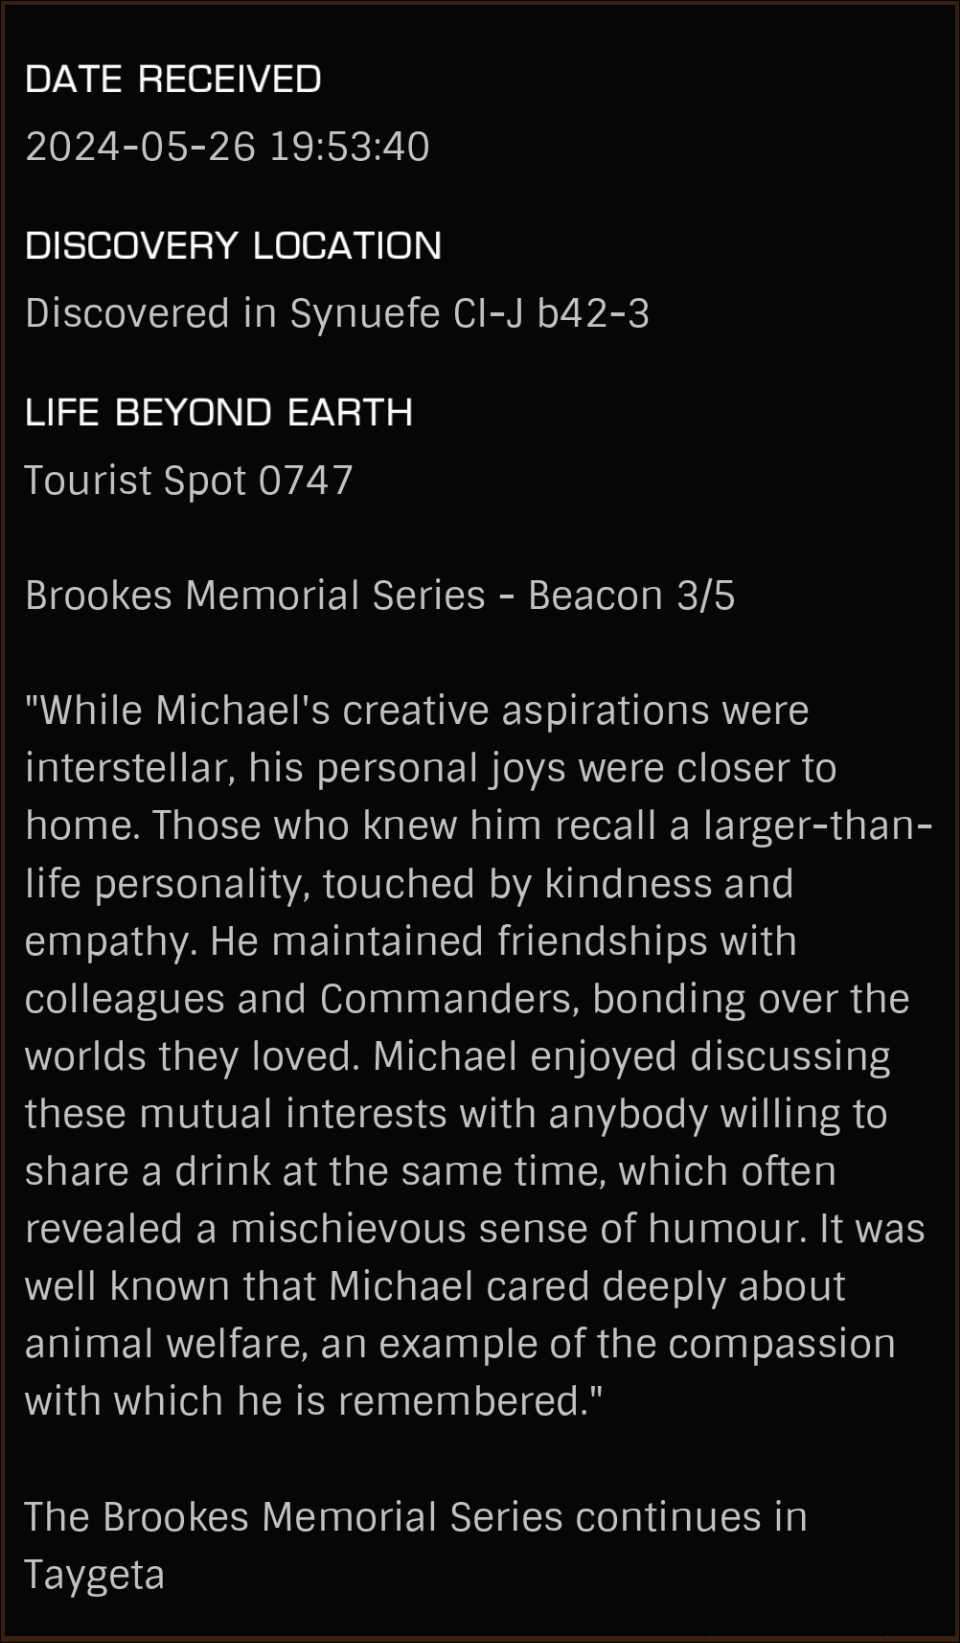 DATE RECEIVED
2024-05-26 19:53:40
DISCOVERY LOCATION
Discovered in Synuefe CI-J b42-3
LIFE BEYOND EARTH
Tourist Spot 0747
Brookes Memorial Series - Beacon 3/5
"While Michael's creative aspirations were
interstellar, his personal joys were closer to
home. Those who knew him recall a larger-than-
life personality, touched by kindness and
empathy. He maintained friendships with
colleagues and Commanders, bonding over the
worlds they loved. Michael enjoyed discussing
these mutual interests with anybody willing to
share a drink at the same time, which often
revealed a mischievous sense of humour. It was
well known that Michael cared deeply about
animal welfare, an example of the compassion
with which he is remembered."
The Brookes Memorial Series continues in
Taygeta